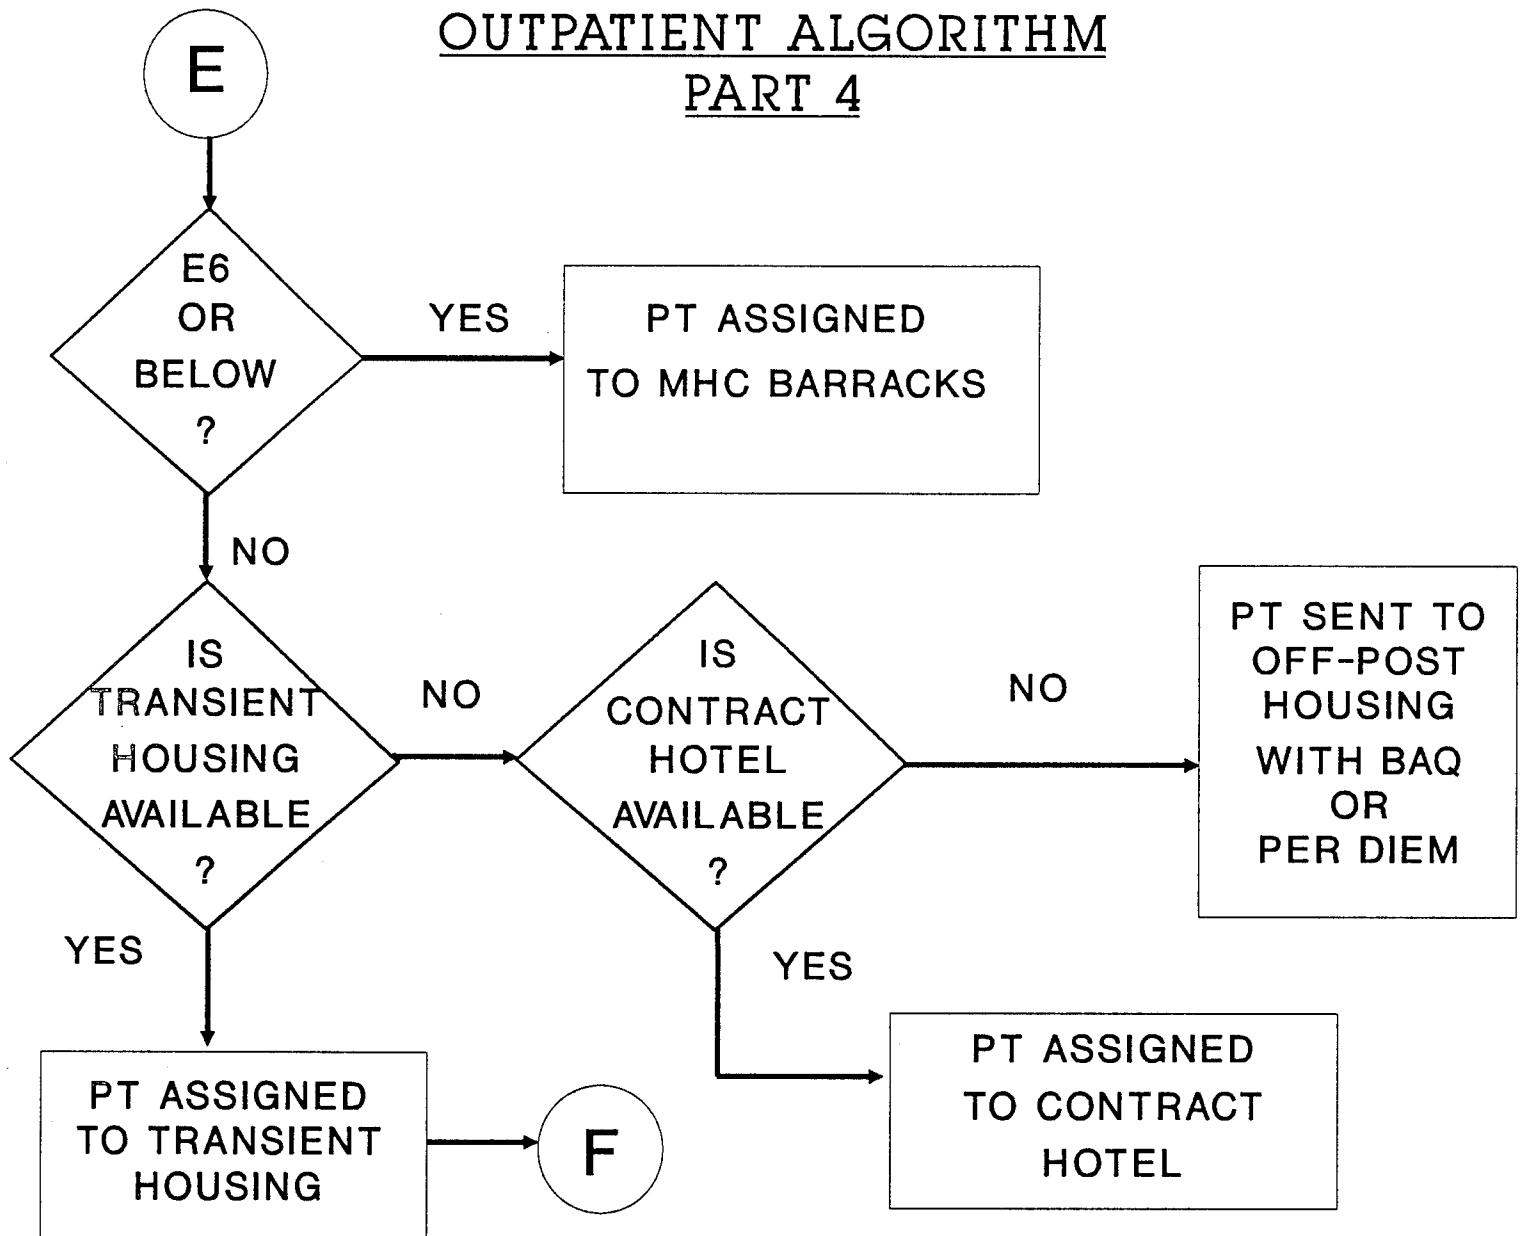 OUTPATIENT ALGORITHM
PART 4
E
E6
OR
BELOW
?
YES
PT ASSIGNED
TO MHC BARRACKS
NO
IS
TRANSIENT
HOUSING
AVAILABLE
?
NO
IS
CONTRACT
HOTEL
AVAILABLE
?
NO
PT SENT TO
OFF-POST
HOUSING
WITH BAQ
OR
PER DIEM
YES
PT ASSIGNED
TO TRANSIENT
HOUSING
F
YES
PT ASSIGNED
TO CONTRACT
HOTEL